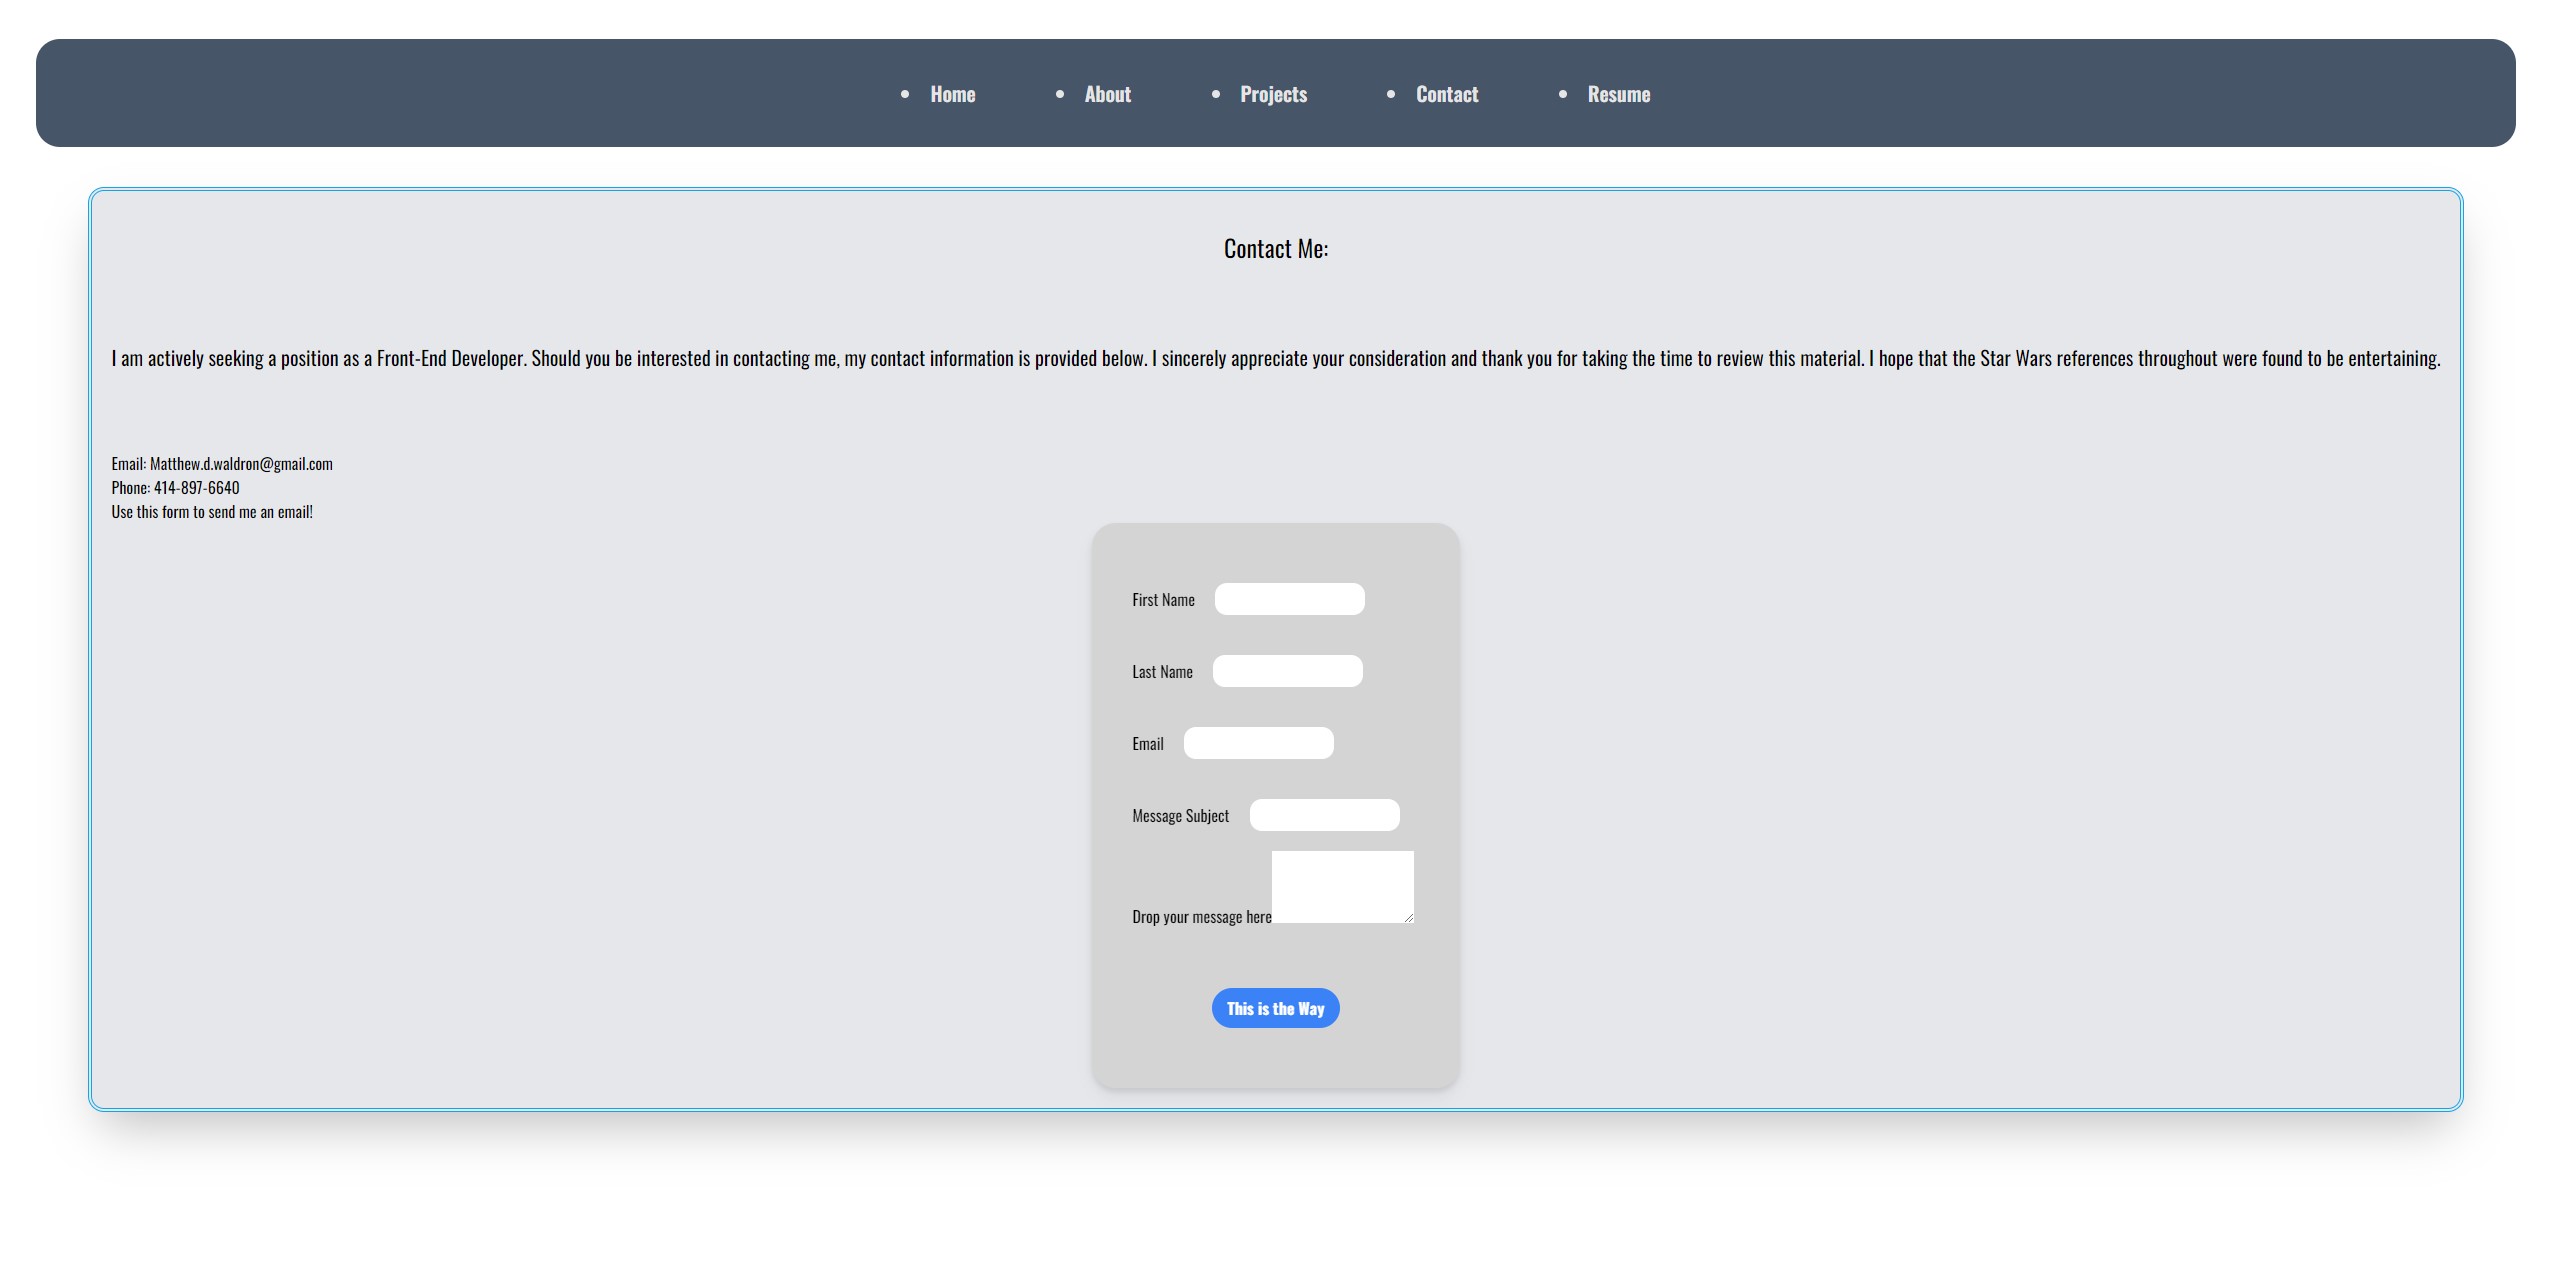 Home About Projects Contact Resume
Contact Me:
I am actively seeking a position as a Front-End Developer. Should you be interested in contacting me, my contact information is provided below. I sincerely appreciate your consideration and thank you for taking the time to review this material. I hope that the Star Wars references throughout were found to be entertaining.
Email: Matthew.d.waldron@gmail.com
Phone: 414-897-6640
Use this form to send me an email!
First Name
Last Name
Email
Message Subject
Drop your message here
This is the Way